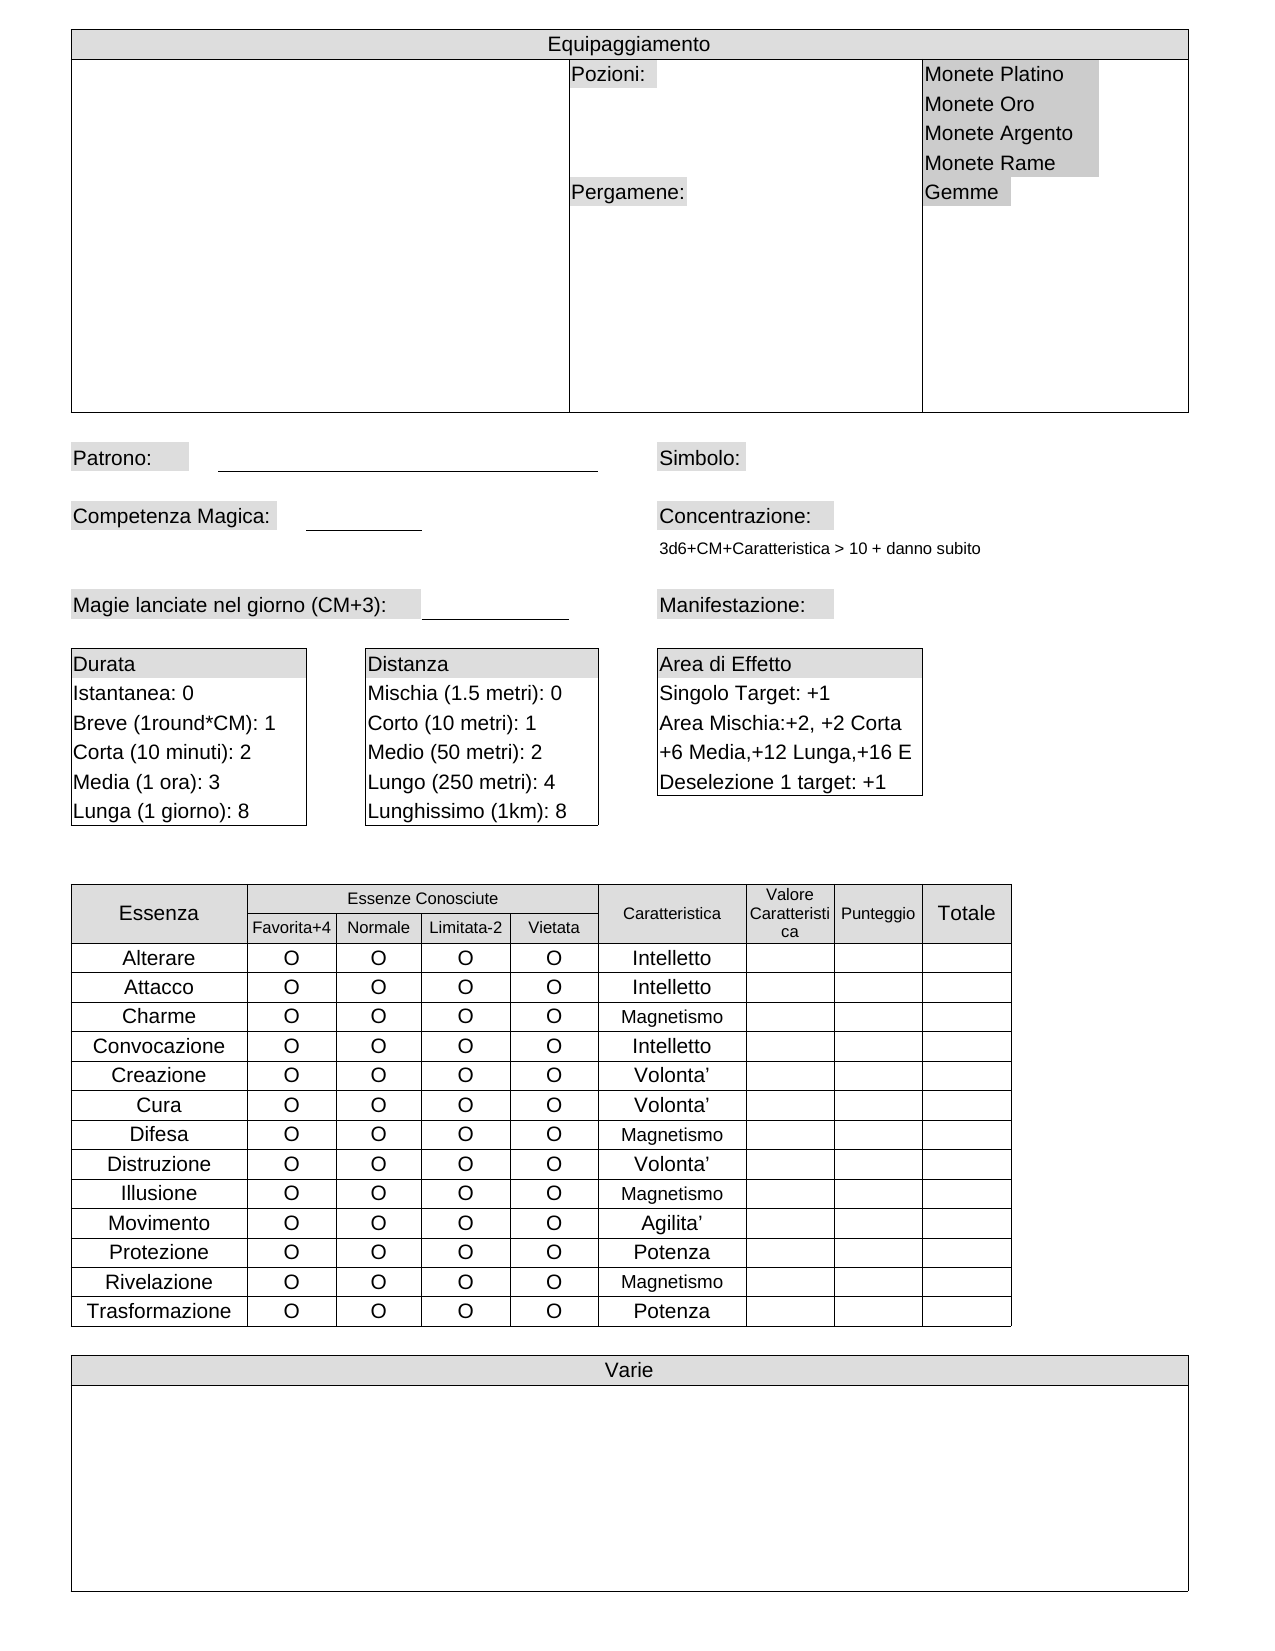 Equipaggiamento
Pozioni:
Pergamene:
Monete Platino
Monete Oro
Monete Argento
Monete Rame
Gemme
Patrono:
Simbolo:
Competenza Magica:
Concentrazione:
3d6+CM+Caratteristica > 10 + danno subito
Magie lanciate nel giorno (CM+3):
Manifestazione:
Durata
Istantanea: 0
Breve (1round*CM): 1
Corta (10 minuti): 2
Media (1 ora): 3
Lunga (1 giorno): 8
Distanza
Mischia (1.5 metri): 0
Corto (10 metri): 1
Medio (50 metri): 2
Lungo (250 metri): 4
Lunghissimo (1km): 8
Area di Effetto
Singolo Target: +1
Area Mischia:+2, +2 Corta
+6 Media,+12 Lunga,+16 E
Deselezione 1 target: +1
Essenza
Essenze Conosciute
Favorita+4 Normale Limitata-2 Vietata
Caratteristica
Valore
Caratteristi
ca
Punteggio
Totale
Alterare O O O O Intelletto
Attacco O O O O Intelletto
Charme O O O O Magnetismo
Convocazione O O O O Intelletto
Creazione O O O O Volonta’
Cura O O O O Volonta’
Difesa O O O O Magnetismo
Distruzione O O O O Volonta’
Illusione O O O O Magnetismo
Movimento O O O O Agilita’
Protezione O O O O Potenza
Rivelazione O O O O Magnetismo
Trasformazione O O O O Potenza
Varie